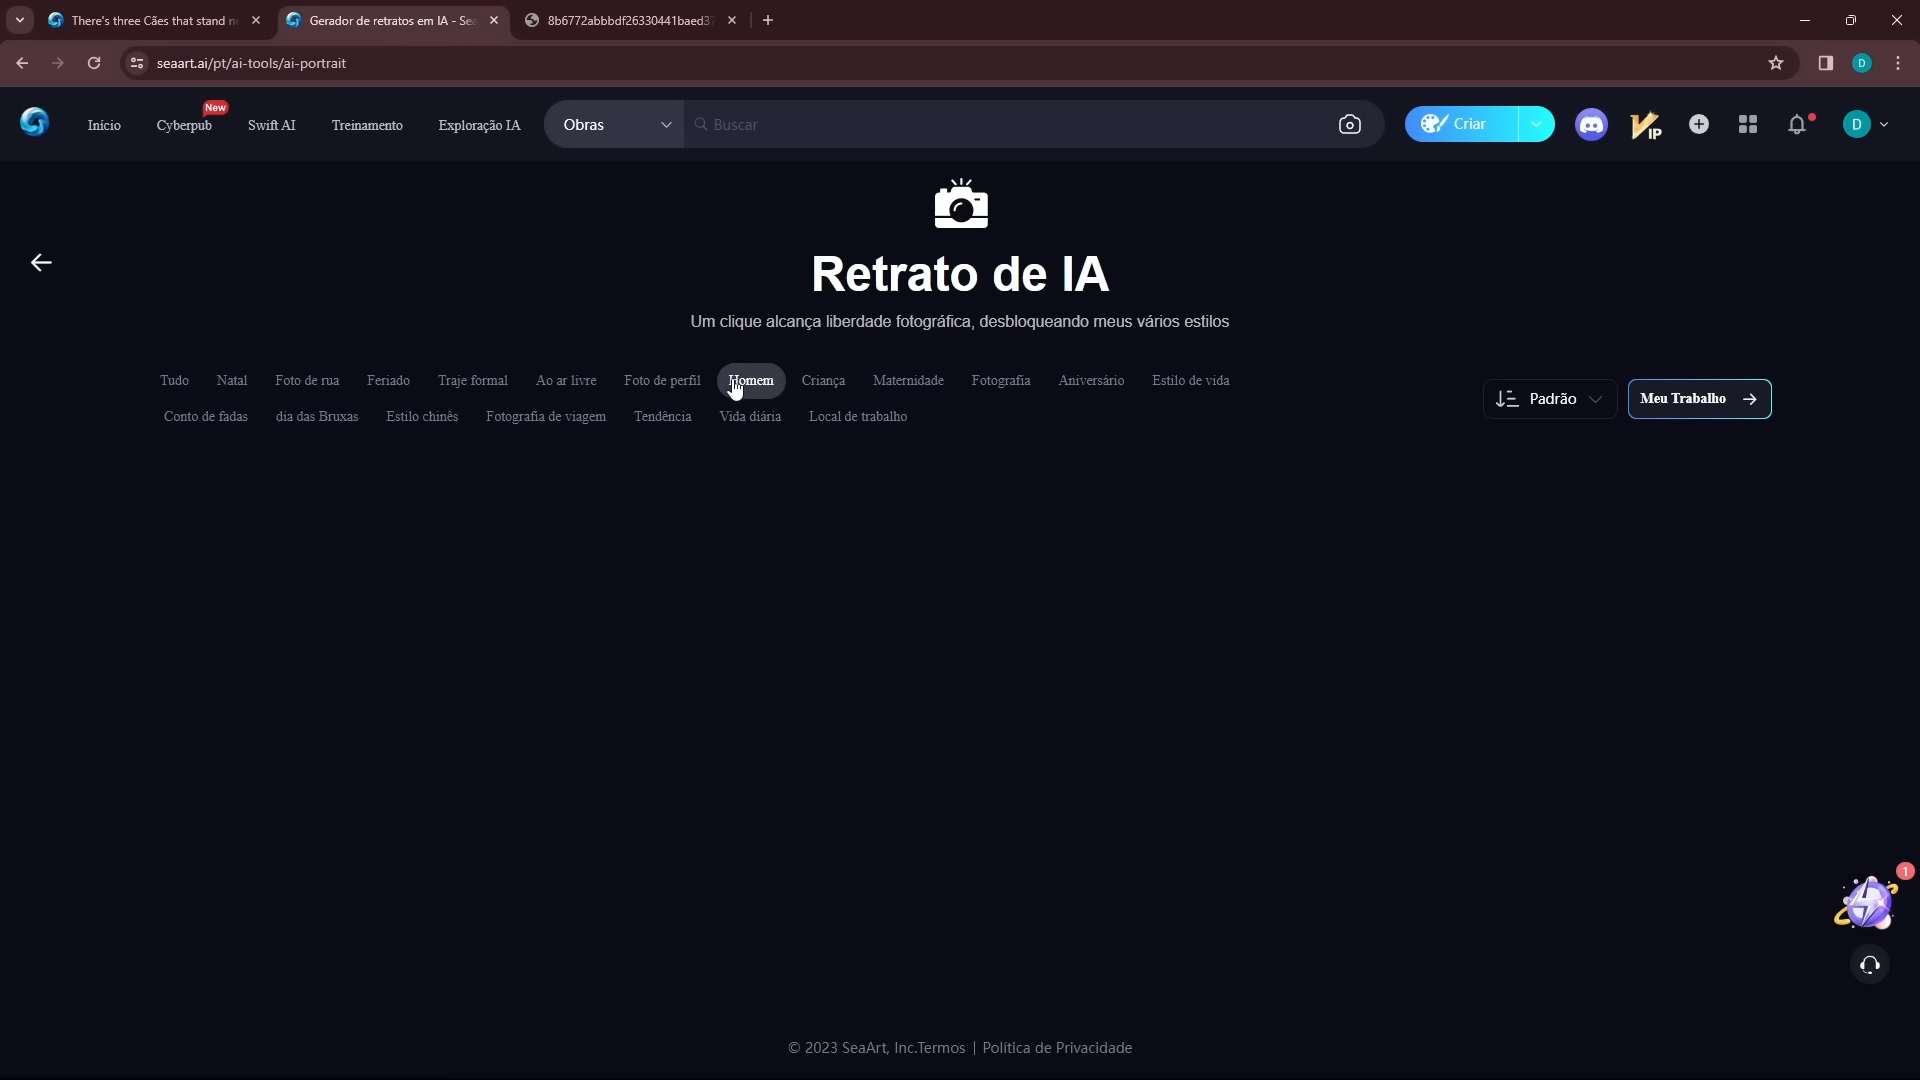 There's three Cães that stand n
Gerador de retratos em IA - Sea
8b6772abbbdf26330441baed3
seaart.ai/pt/ai-tools/ai-portrait
D
Início
Cyberpub
New
Swift AI
Treinamento
Exploração IA
Obras
Buscar
Criar
VIP
D
Retrato de IA
Um clique alcança liberdade fotográfica, desbloqueando meus vários estilos
Tudo Natal Foto de rua Feriado Traje formal Ao ar livre Foto de perfil Homem Criança Maternidade Fotografia Aniversário Estilo de vida
Conto de fadas dia das Bruxas Estilo chinês Fotografia de viagem Tendência Vida diária Local de trabalho
Padrão
Meu Trabalho
1
© 2023 SeaArt, Inc.Termos | Política de Privacidade